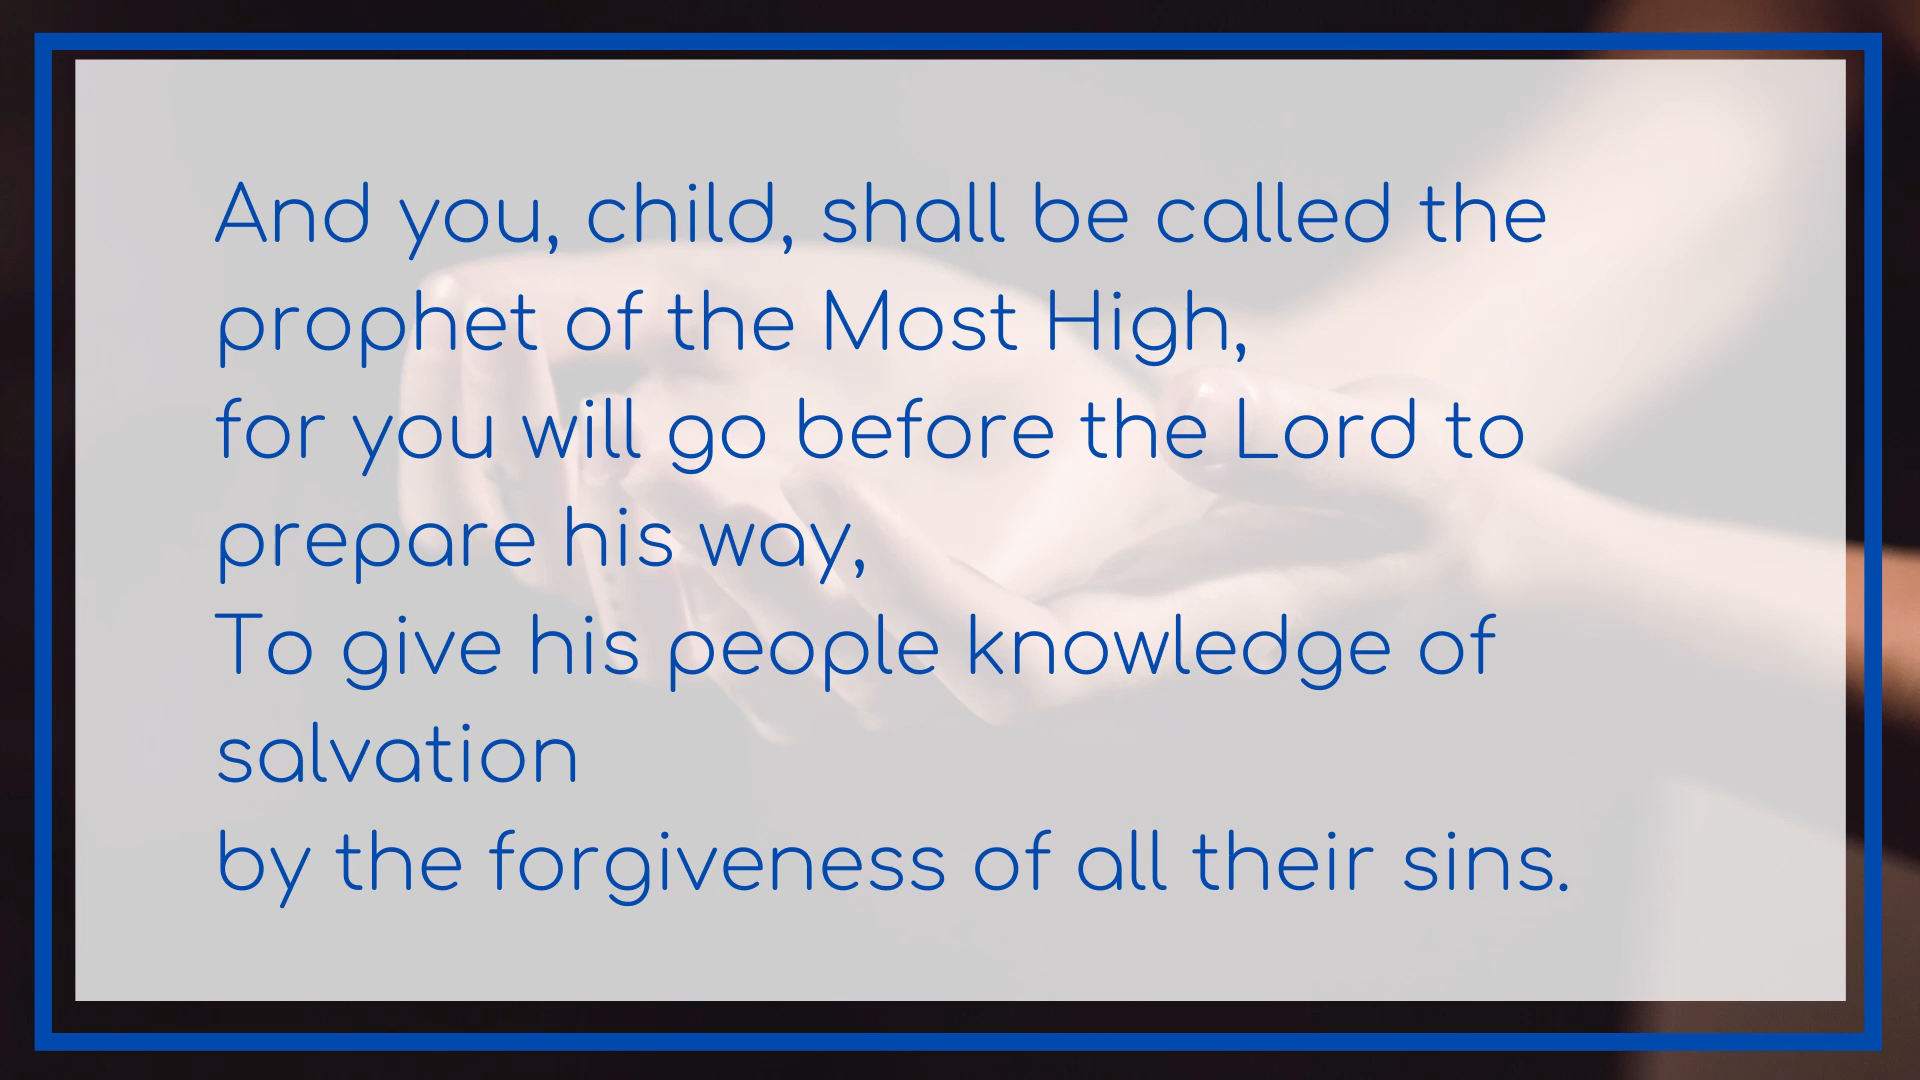 And you, child, shall be called the
prophet of the Most High,
for you will go before the Lord to
prepare his way,
To give his people knowledge of
salvation
by the forgiveness of all their sins.